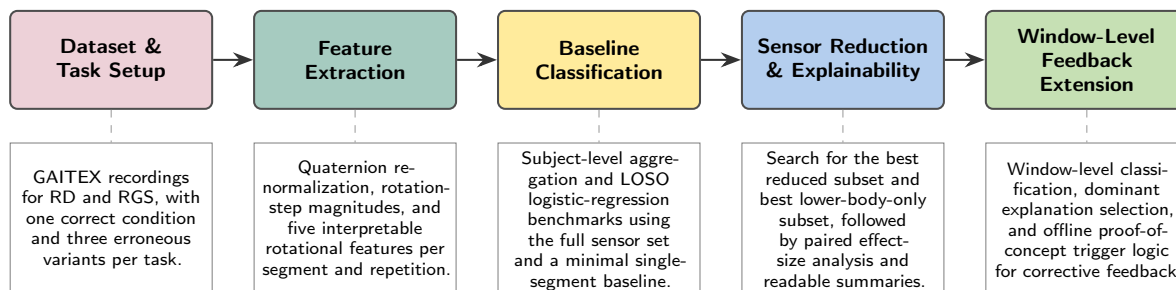 Dataset &
Task Setup
Feature
Extraction
Baseline
Classification
Sensor Reduction
& Explainability
Window-Level
Feedback
Extension
GAITEX recordings
for RD and RGS, with
one correct condition
and three erroneous
variants per task.
Quaternion re-
normalization, rotation-
step magnitudes, and
five interpretable
rotational features per
segment and repetition.
Subject-level aggre-
gation and LOSO
logistic-regression
benchmarks using
the full sensor set
and a minimal single-
segment baseline.
Search for the best
reduced subset and
best lower-body-only
subset, followed
by paired effect-
size analysis and
readable summaries.
Window-level classi-
fication, dominant
explanation selection,
and offline proof-of-
concept trigger logic
for corrective feedback